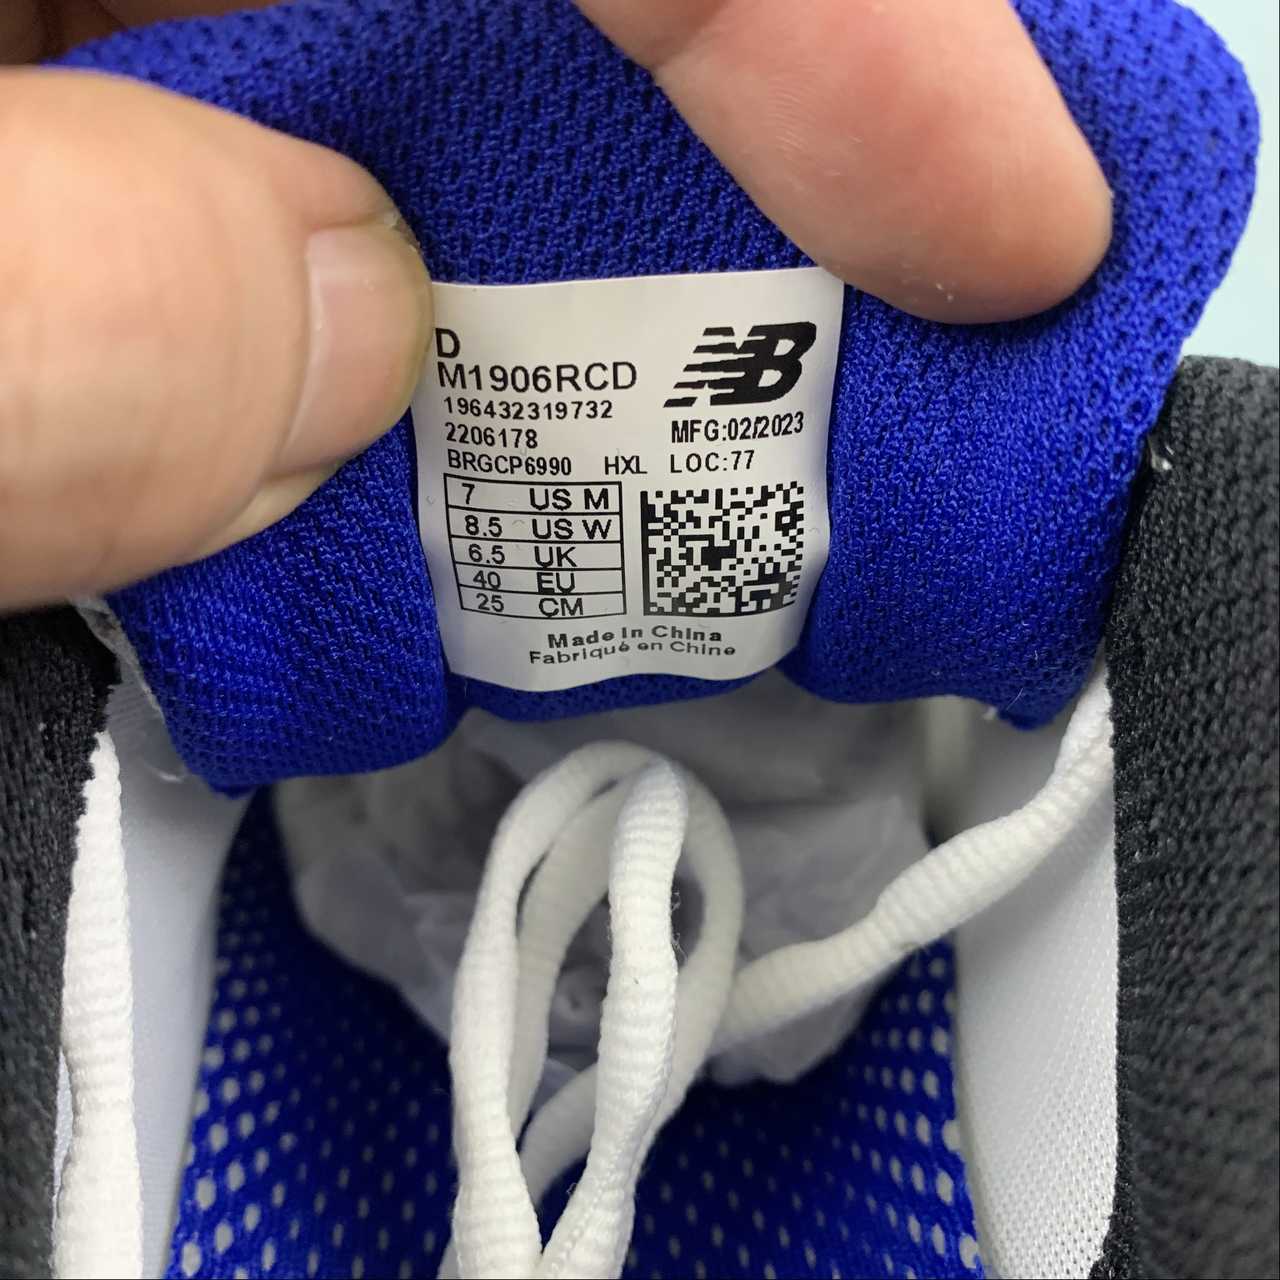 D
M1906RCD
NB
196432319732
2206178
MFG:02/2023
BRGCP6990 HXL LOC:77
7 US M
8.5 US W
6.5 UK
40 EU
25 CM
Made in China
Fabriqué en Chine